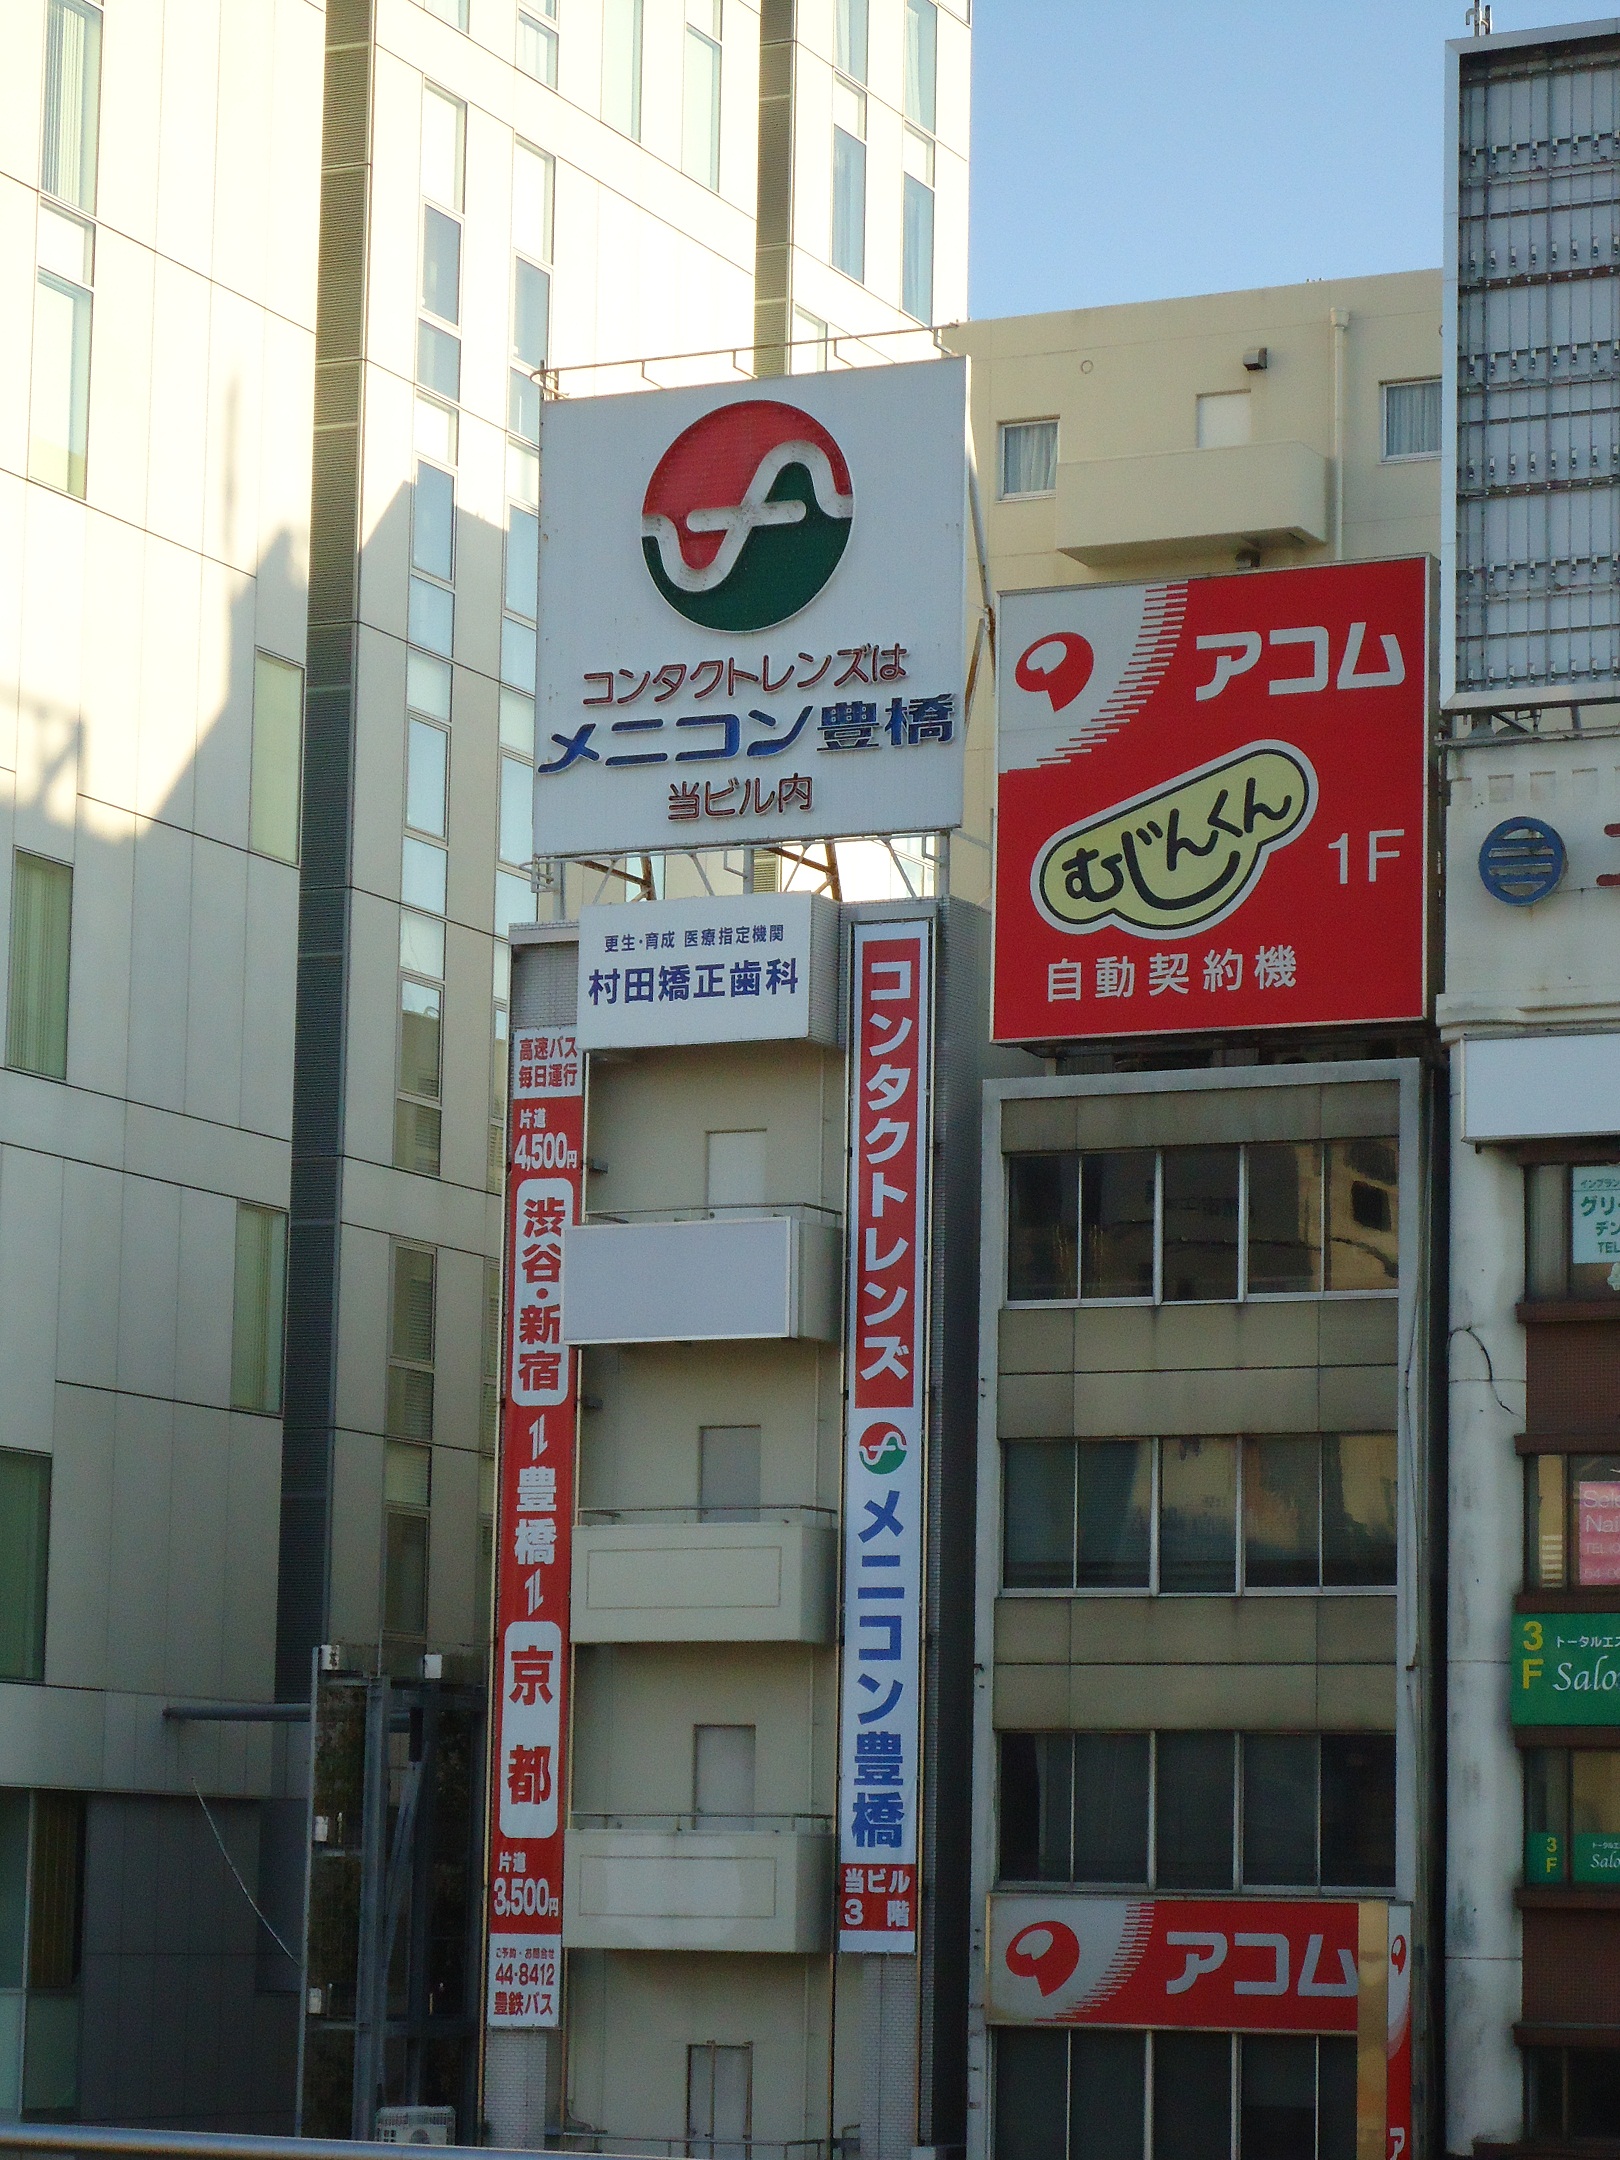 コンタクトレンズは
メニコン豊橋
当ビル内
アコム
むじんくん
1F
自動契約機
更生・育成 医療指定機関
村田矯正歯科
高速バス
毎日運行
片道
4,500円
渋谷・新宿
豊橋
京都
片道
3,500円
ご予約・お問合せ
44-8412
豊鉄バス
コンタクトレンズ
メニコン豊橋
当ビル
3階
アコム
3F
3F
TEL